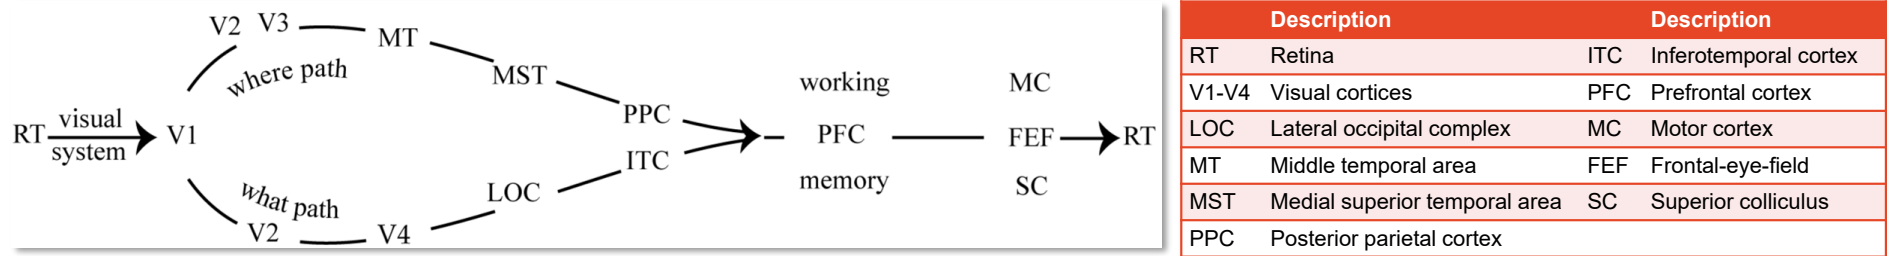 V2 V3
MT
where path
MST
working
MC
PPC
RT visual system V1
PFC
FEF
RT
ITC
what path
LOC
memory
SC
V2
V4
Description Description
RT Retina ITC Inferotemporal cortex
V1-V4 Visual cortices PFC Prefrontal cortex
LOC Lateral occipital complex MC Motor cortex
MT Middle temporal area FEF Frontal-eye-field
MST Medial superior temporal area SC Superior colliculus
PPC Posterior parietal cortex